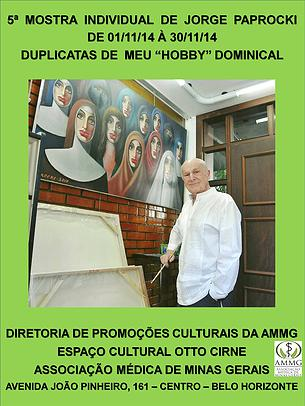 5ª MOSTRA INDIVIDUAL DE JORGE PAPROCKI
DE 01/11/14 À 30/11/14
DUPLICATAS DE MEU “HOBBY” DOMINICAL
DIRETORIA DE PROMOÇÕES CULTURAIS DA AMMG
ESPAÇO CULTURAL OTTO CIRNE
ASSOCIAÇÃO MÉDICA DE MINAS GERAIS
AVENIDA JOÃO PINHEIRO, 161 – CENTRO – BELO HORIZONTE
AMMG